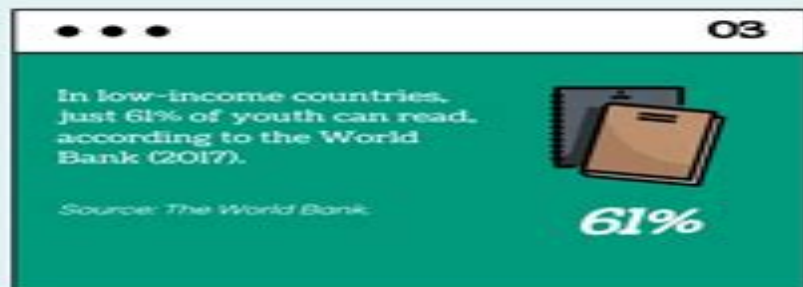 03
In low-income countries,
just 61% of youth can read,
according to the World
Bank (2017).
Source: The World Bank.
61%